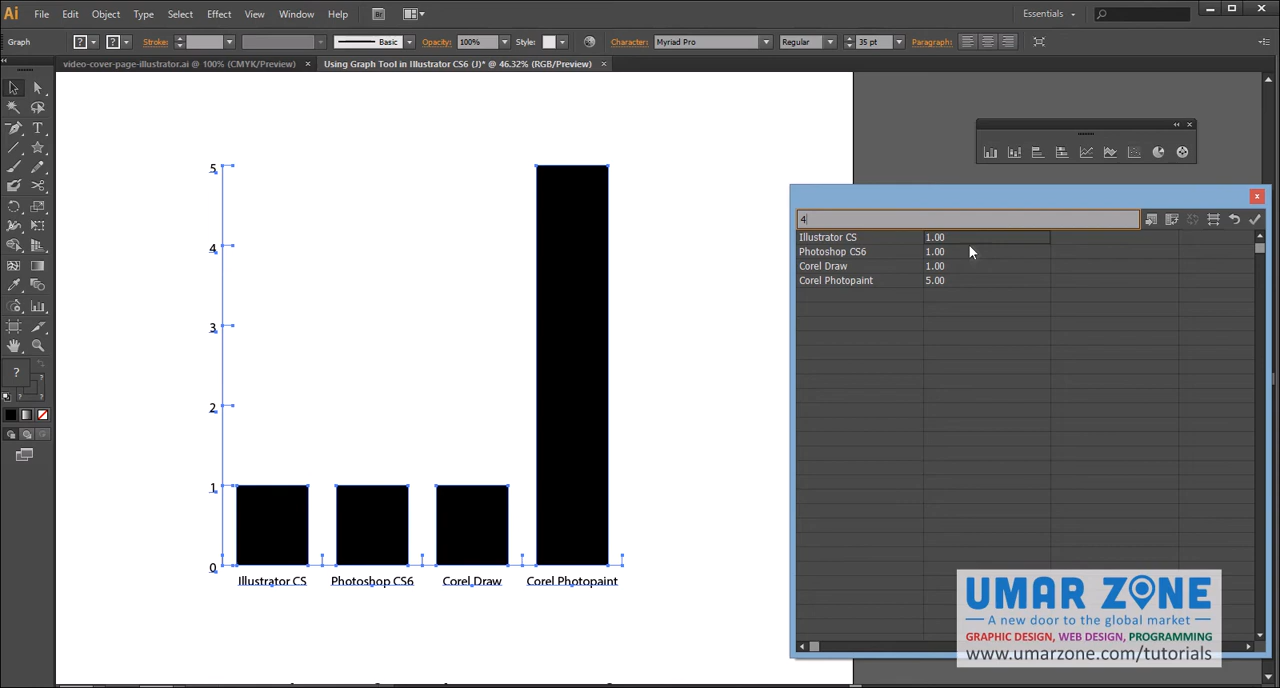 Ai File Edit Object Type Select Effect View Window Help Br Essentials
Graph ? ? Stroke: Basic Opacity: 100% Style: Character: Myriad Pro Regular 35 pt Paragraph:
video-cover-page-illustrator.ai @ 100% (CMYK/Preview) × Using Graph Tool in Illustrator CS6 (J)* @ 46.32% (RGB/Preview) ×
4
Illustrator CS 1.00
Photoshop CS6 1.00
Corel Draw 1.00
Corel Photopaint 5.00
5
4
3
2
1
0
Illustrator CS Photoshop CS6 Corel Draw Corel Photopaint
UMAR ZONE
A new door to the global market
GRAPHIC DESIGN, WEB DESIGN, PROGRAMMING
www.umarzone.com/tutorials